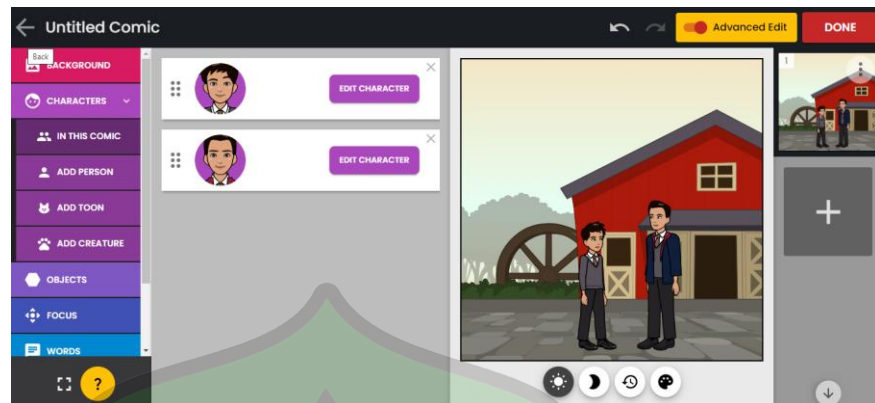 Untitled Comic
Advanced Edit
DONE
Back
BACKGROUND
CHARACTERS
IN THIS COMIC
ADD PERSON
ADD TOON
ADD CREATURE
OBJECTS
FOCUS
WORDS
?
EDIT CHARACTER
EDIT CHARACTER
1